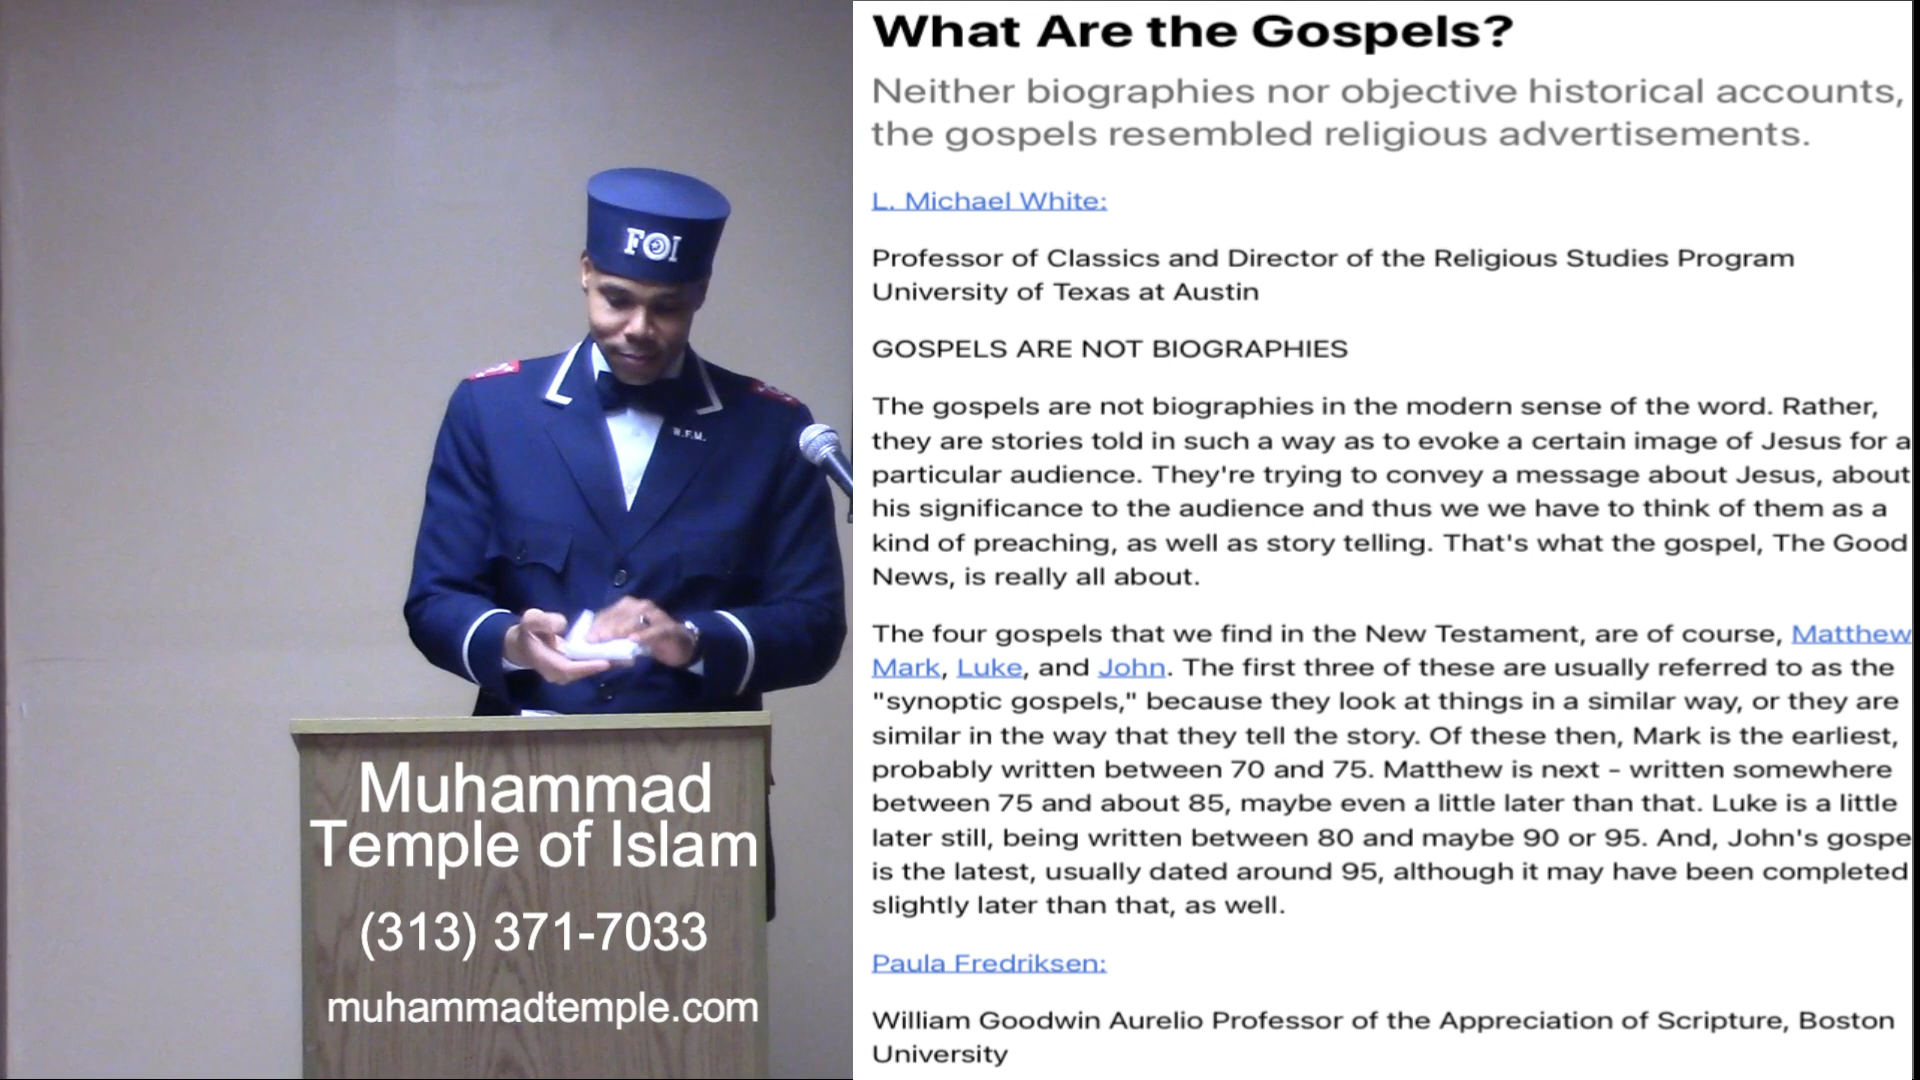 FOI
W.F.M.
Muhammad
Temple of Islam
(313) 371-7033
muhammadtemple.com
What Are the Gospels?
Neither biographies nor objective historical accounts,
the gospels resembled religious advertisements.
L. Michael White:
Professor of Classics and Director of the Religious Studies Program
University of Texas at Austin
GOSPELS ARE NOT BIOGRAPHIES
The gospels are not biographies in the modern sense of the word. Rather,
they are stories told in such a way as to evoke a certain image of Jesus for a
particular audience. They're trying to convey a message about Jesus, about
his significance to the audience and thus we we have to think of them as a
kind of preaching, as well as story telling. That's what the gospel, The Good
News, is really all about.
The four gospels that we find in the New Testament, are of course, Matthew
Mark, Luke, and John. The first three of these are usually referred to as the
"synoptic gospels," because they look at things in a similar way, or they are
similar in the way that they tell the story. Of these then, Mark is the earliest,
probably written between 70 and 75. Matthew is next – written somewhere
between 75 and about 85, maybe even a little later than that. Luke is a little
later still, being written between 80 and maybe 90 or 95. And, John's gospe
is the latest, usually dated around 95, although it may have been completed
slightly later than that, as well.
Paula Fredriksen:
William Goodwin Aurelio Professor of the Appreciation of Scripture, Boston
University